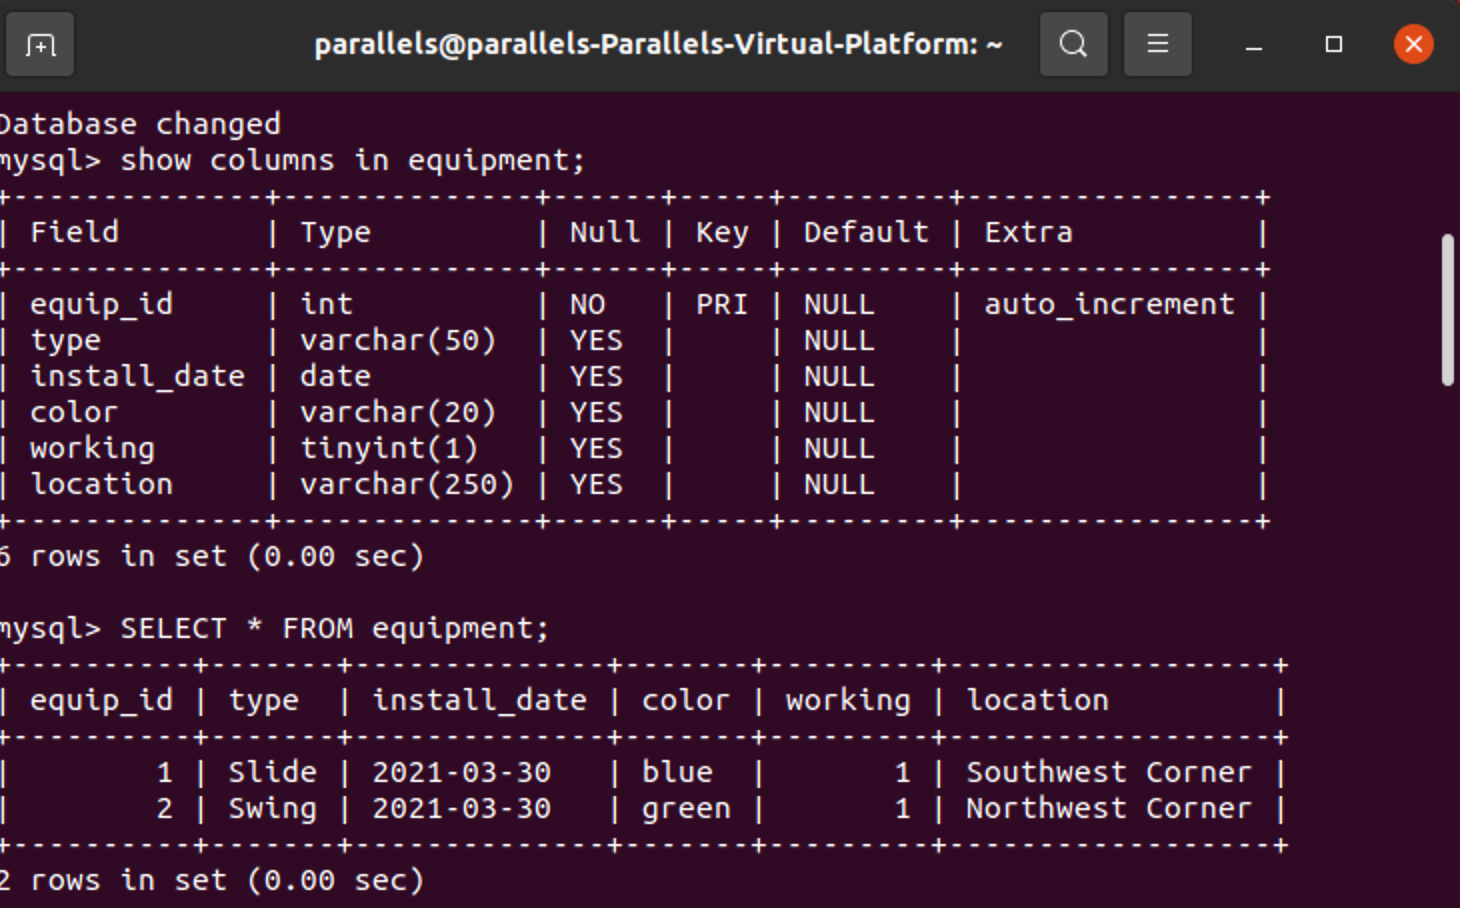 parallels@parallels-Parallels-Virtual-Platform: ~
Database changed
mysql> show columns in equipment;
+--------------+--------------+------+-----+---------+----------------+
| Field        | Type         | Null | Key | Default | Extra          |
+--------------+--------------+------+-----+---------+----------------+
| equip_id     | int          | NO   | PRI | NULL    | auto_increment |
| type         | varchar(50)  | YES  |     | NULL    |                |
| install_date | date         | YES  |     | NULL    |                |
| color        | varchar(20)  | YES  |     | NULL    |                |
| working      | tinyint(1)   | YES  |     | NULL    |                |
| location     | varchar(250) | YES  |     | NULL    |                |
+--------------+--------------+------+-----+---------+----------------+
6 rows in set (0.00 sec)
mysql> SELECT * FROM equipment;
+----------+-------+--------------+-------+---------+------------------+
| equip_id | type  | install_date | color | working | location         |
+----------+-------+--------------+-------+---------+------------------+
|        1 | Slide | 2021-03-30   | blue  |       1 | Southwest Corner |
|        2 | Swing | 2021-03-30   | green |       1 | Northwest Corner |
+----------+-------+--------------+-------+---------+------------------+
2 rows in set (0.00 sec)